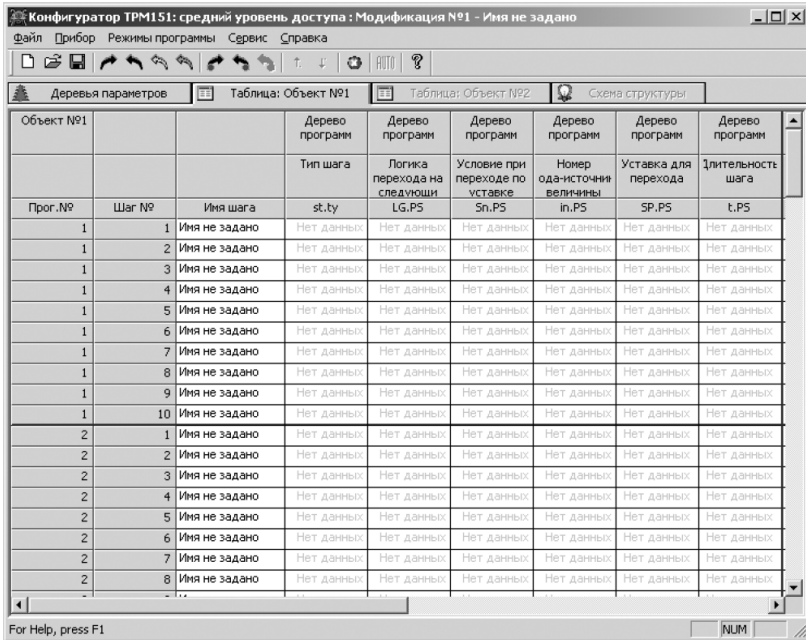 Конфигуратор ТРМ151: средний уровень доступа : Модификация №1 - Имя не задано
Файл Прибор Режимы программы Сервис Справка
AUTO
Деревья параметров Таблица: Объект №1 Таблица: Объект №2 Схема структуры
Объект №1 Дерево программ Дерево программ Дерево программ Дерево программ Дерево программ Дерево программ
Тип шага Логика перехода на следующи Условие при переходе по уставке Номер ода-источник величины Уставка для перехода Длительность шага
Прог.№ Шаг № Имя шага st.ty LG.PS Sn.PS in.PS SP.PS t.PS
1 1 Имя не задано Нет данных Нет данных Нет данных Нет данных Нет данных Нет данных
1 2 Имя не задано Нет данных Нет данных Нет данных Нет данных Нет данных Нет данных
1 3 Имя не задано Нет данных Нет данных Нет данных Нет данных Нет данных Нет данных
1 4 Имя не задано Нет данных Нет данных Нет данных Нет данных Нет данных Нет данных
1 5 Имя не задано Нет данных Нет данных Нет данных Нет данных Нет данных Нет данных
1 6 Имя не задано Нет данных Нет данных Нет данных Нет данных Нет данных Нет данных
1 7 Имя не задано Нет данных Нет данных Нет данных Нет данных Нет данных Нет данных
1 8 Имя не задано Нет данных Нет данных Нет данных Нет данных Нет данных Нет данных
1 9 Имя не задано Нет данных Нет данных Нет данных Нет данных Нет данных Нет данных
1 10 Имя не задано Нет данных Нет данных Нет данных Нет данных Нет данных Нет данных
2 1 Имя не задано Нет данных Нет данных Нет данных Нет данных Нет данных Нет данных
2 2 Имя не задано Нет данных Нет данных Нет данных Нет данных Нет данных Нет данных
2 3 Имя не задано Нет данных Нет данных Нет данных Нет данных Нет данных Нет данных
2 4 Имя не задано Нет данных Нет данных Нет данных Нет данных Нет данных Нет данных
2 5 Имя не задано Нет данных Нет данных Нет данных Нет данных Нет данных Нет данных
2 6 Имя не задано Нет данных Нет данных Нет данных Нет данных Нет данных Нет данных
2 7 Имя не задано Нет данных Нет данных Нет данных Нет данных Нет данных Нет данных
2 8 Имя не задано Нет данных Нет данных Нет данных Нет данных Нет данных Нет данных
For Help, press F1 NUM